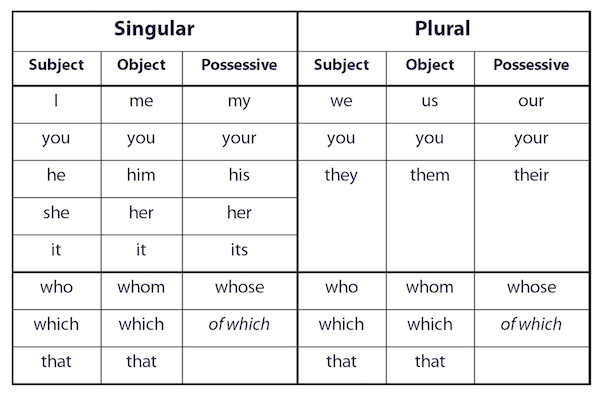 Singular Plural
Subject Object Possessive Subject Object Possessive
I me my we us our
you you your you you your
he him his they them their
she her her
it it its
who whom whose who whom whose
which which of which which which of which
that that that that